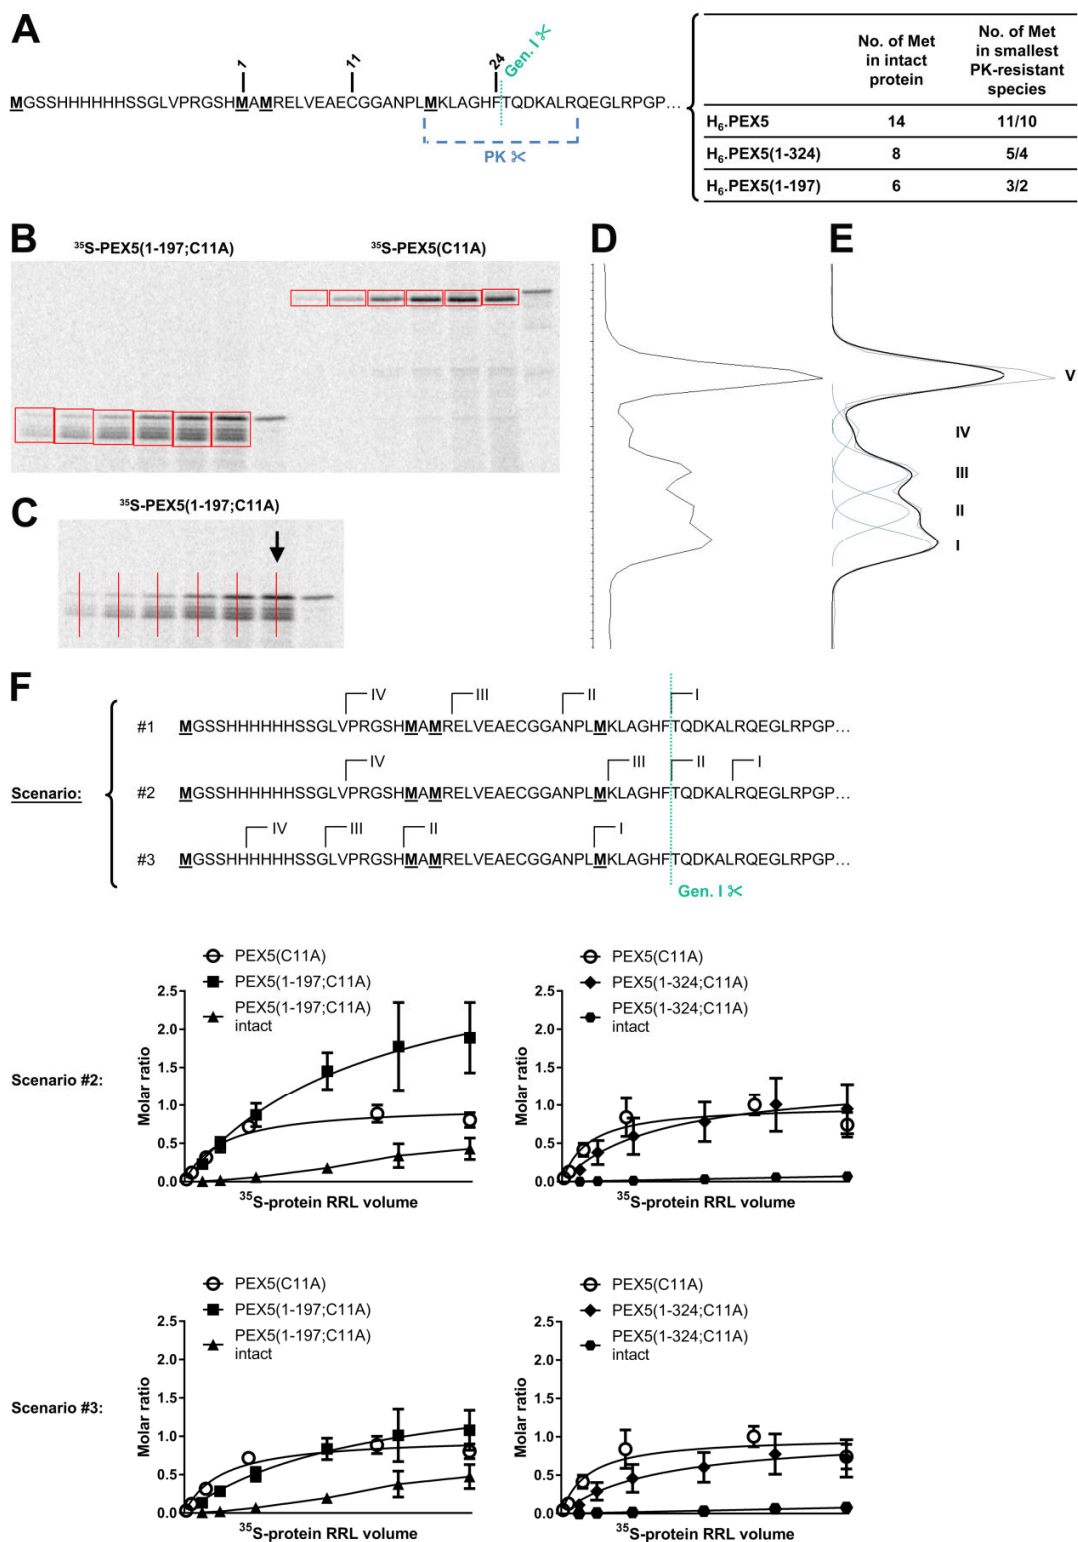 A
1
11
24
Gen. I ✂
MGSSHHHHHHSSGLVPRGSHMAMRELVEAECGGANPLMKLAGHFTQDKALRQEGLRPGP...
PK ✂
No. of Met in intact protein
No. of Met in smallest PK-resistant species
H₆.PEX5 14 11/10
H₆.PEX5(1-324) 8 5/4
H₆.PEX5(1-197) 6 3/2
B
³⁵S-PEX5(1-197;C11A)
³⁵S-PEX5(C11A)
C
³⁵S-PEX5(1-197;C11A)
D
E
V
IV
III
II
I
F
Scenario:
IV III II I
#1 MGSSHHHHHHSSGLVPRGSHMAMRELVEAECGGANPLMKLAGHFTQDKALRQEGLRPGP...
IV III II I
#2 MGSSHHHHHHSSGLVPRGSHMAMRELVEAECGGANPLMKLAGHFTQDKALRQEGLRPGP...
IV III II I
#3 MGSSHHHHHHSSGLVPRGSHMAMRELVEAECGGANPLMKLAGHFTQDKALRQEGLRPGP...
Gen. I ✂
Scenario #2:
PEX5(C11A)
PEX5(1-197;C11A)
PEX5(1-197;C11A)
intact
Molar ratio
2.5
2.0
1.5
1.0
0.5
0.0
³⁵S-protein RRL volume
PEX5(C11A)
PEX5(1-324;C11A)
PEX5(1-324;C11A)
intact
Molar ratio
2.5
2.0
1.5
1.0
0.5
0.0
³⁵S-protein RRL volume
Scenario #3:
PEX5(C11A)
PEX5(1-197;C11A)
PEX5(1-197;C11A)
intact
Molar ratio
2.5
2.0
1.5
1.0
0.5
0.0
³⁵S-protein RRL volume
PEX5(C11A)
PEX5(1-324;C11A)
PEX5(1-324;C11A)
intact
Molar ratio
2.5
2.0
1.5
1.0
0.5
0.0
³⁵S-protein RRL volume